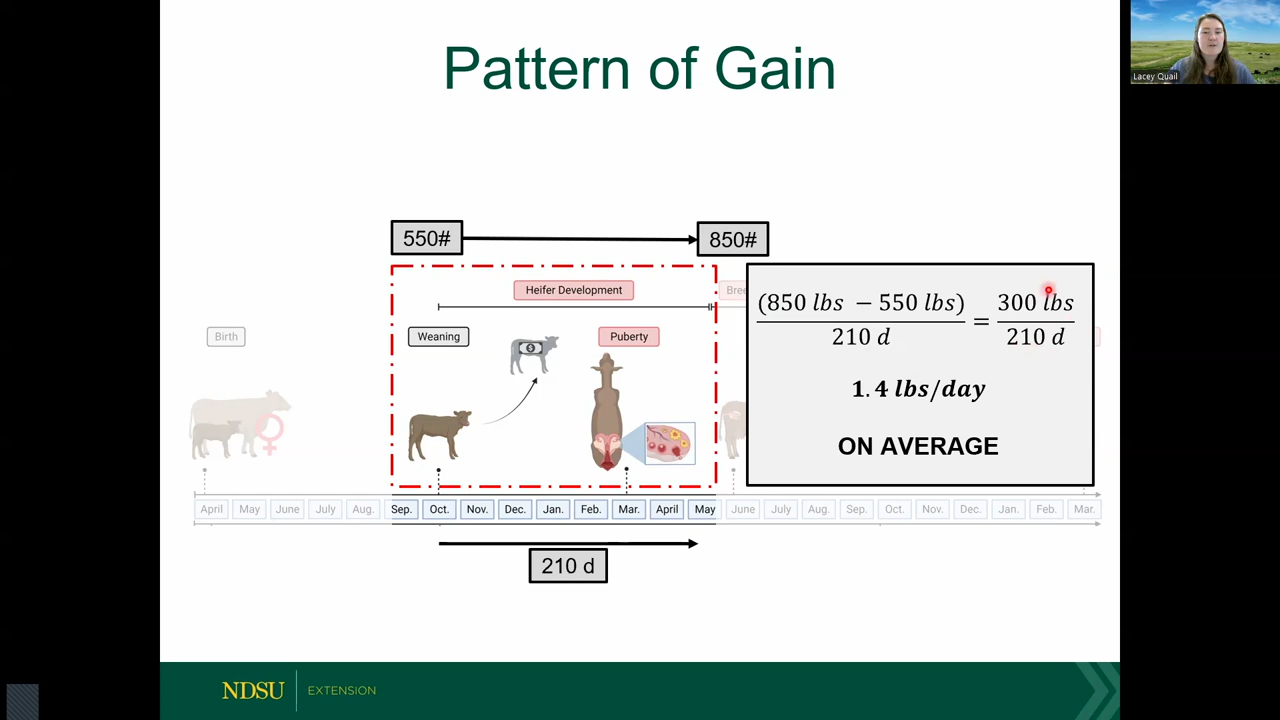 Pattern of Gain
Lacey Quail
550#
850#
Heifer Development
Birth
Weaning
Puberty
(850 lbs − 550 lbs)
210 d
=
300 lbs
210 d
1.4 lbs/day
ON AVERAGE
April May June July Aug. Sep. Oct. Nov. Dec. Jan. Feb. Mar. April May June July Aug. Sep. Oct. Nov. Dec. Jan. Feb. Mar.
210 d
NDSU EXTENSION